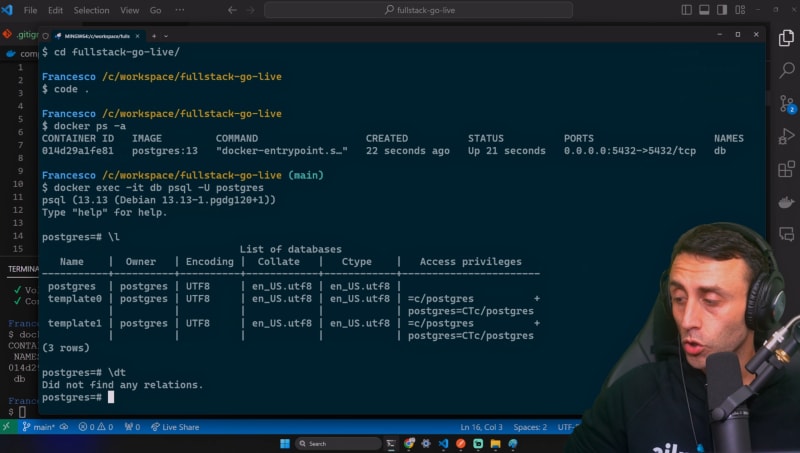 File Edit Selection View Go ... fullstack-go-live
.gitig
MINGW64:/c/workspace/fulls
comp
$ cd fullstack-go-live/
Francesco /c/workspace/fullstack-go-live
$ code .
Francesco /c/workspace/fullstack-go-live
$ docker ps -a
CONTAINER ID IMAGE COMMAND CREATED STATUS PORTS NAMES
014d29a1fe81 postgres:13 "docker-entrypoint.s…" 22 seconds ago Up 21 seconds 0.0.0.0:5432->5432/tcp db
Francesco /c/workspace/fullstack-go-live (main)
$ docker exec -it db psql -U postgres
psql (13.13 (Debian 13.13-1.pgdg120+1))
Type "help" for help.
postgres=# \l
List of databases
Name | Owner | Encoding | Collate | Ctype | Access privileges
-----------+----------+----------+------------+------------+-----------------------
postgres | postgres | UTF8 | en_US.utf8 | en_US.utf8 |
template0 | postgres | UTF8 | en_US.utf8 | en_US.utf8 | =c/postgres +
| | | | | postgres=CTc/postgres
template1 | postgres | UTF8 | en_US.utf8 | en_US.utf8 | =c/postgres +
| | | | | postgres=CTc/postgres
(3 rows)
postgres=# \dt
Did not find any relations.
postgres=#
1
2
3
4
5
6
7
8
9
10
11
12
13
14
15
TERMINAL
✓ Vo
✓ Co
France
$ doc
CONTA
NAMES
014d2
db
France
$
main* 0 0 0 Live Share Ln 16, Col 3 Spaces: 2 UTF-
Search
2